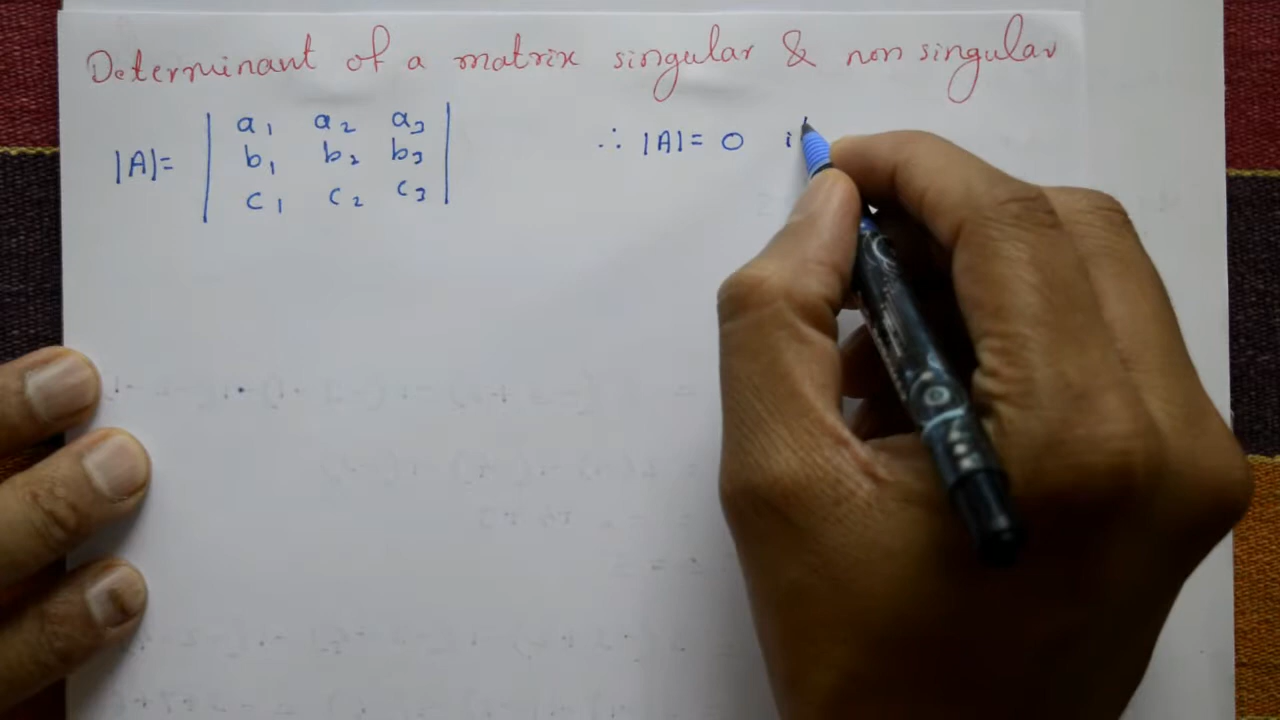 Determinant of a matrix singular & non singular
|A| = | a₁ a₂ a₃ |
| b₁ b₂ b₃ |
| c₁ c₂ c₃ |
∴ |A| = 0 i